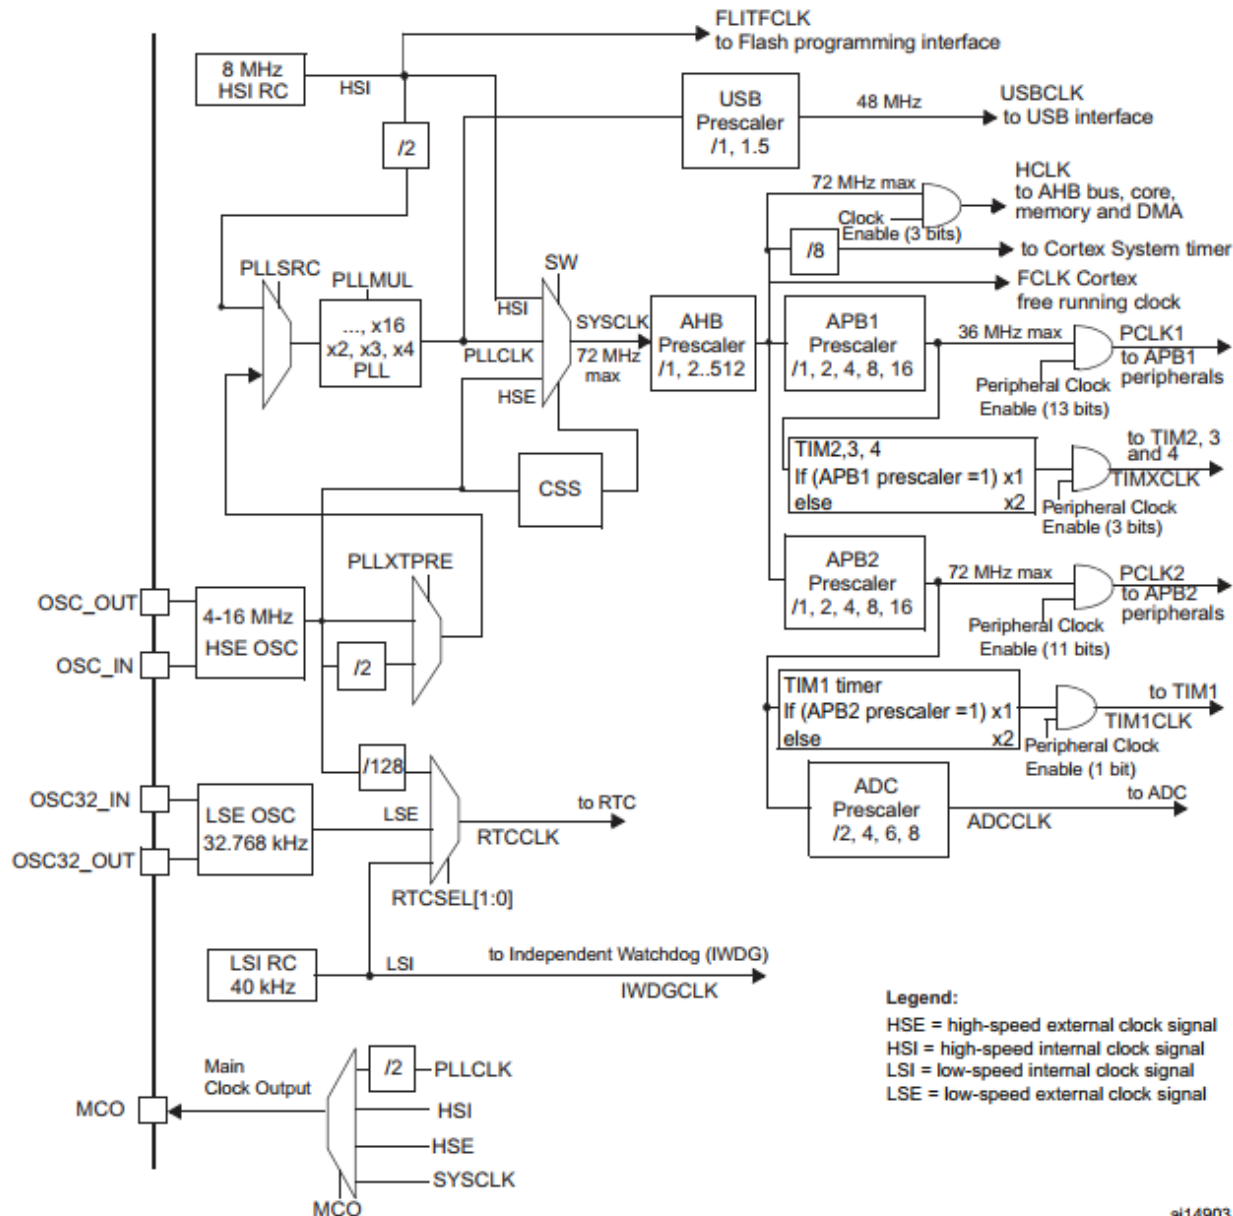 FLITFCLK
to Flash programming interface
8 MHz
HSI RC
HSI
/2
USB
Prescaler
/1, 1.5
48 MHz
USBCLK
to USB interface
72 MHz max
Clock
Enable (3 bits)
HCLK
to AHB bus, core,
memory and DMA
/8
to Cortex System timer
FCLK Cortex
free running clock
PLLSRC
PLLMUL
..., x16
x2, x3, x4
PLL
SW
HSI
PLLCLK
HSE
SYSCLK
72 MHz
max
AHB
Prescaler
/1, 2..512
APB1
Prescaler
/1, 2, 4, 8, 16
36 MHz max
PCLK1
to APB1
peripherals
Peripheral Clock
Enable (13 bits)
TIM2,3, 4
If (APB1 prescaler =1) x1
else x2
to TIM2, 3
and 4
TIMXCLK
Peripheral Clock
Enable (3 bits)
CSS
APB2
Prescaler
/1, 2, 4, 8, 16
72 MHz max
PCLK2
to APB2
peripherals
Peripheral Clock
Enable (11 bits)
PLLXTPRE
OSC_OUT
OSC_IN
4-16 MHz
HSE OSC
/2
TIM1 timer
If (APB2 prescaler =1) x1
else x2
to TIM1
TIM1CLK
Peripheral Clock
Enable (1 bit)
/128
OSC32_IN
OSC32_OUT
LSE OSC
32.768 kHz
LSE
to RTC
RTCCLK
RTCSEL[1:0]
ADC
Prescaler
/2, 4, 6, 8
to ADC
ADCCLK
LSI RC
40 kHz
LSI
to Independent Watchdog (IWDG)
IWDGCLK
Legend:
HSE = high-speed external clock signal
HSI = high-speed internal clock signal
LSI = low-speed internal clock signal
LSE = low-speed external clock signal
Main
Clock Output
MCO
/2
PLLCLK
HSI
HSE
SYSCLK
MCO
ai14903